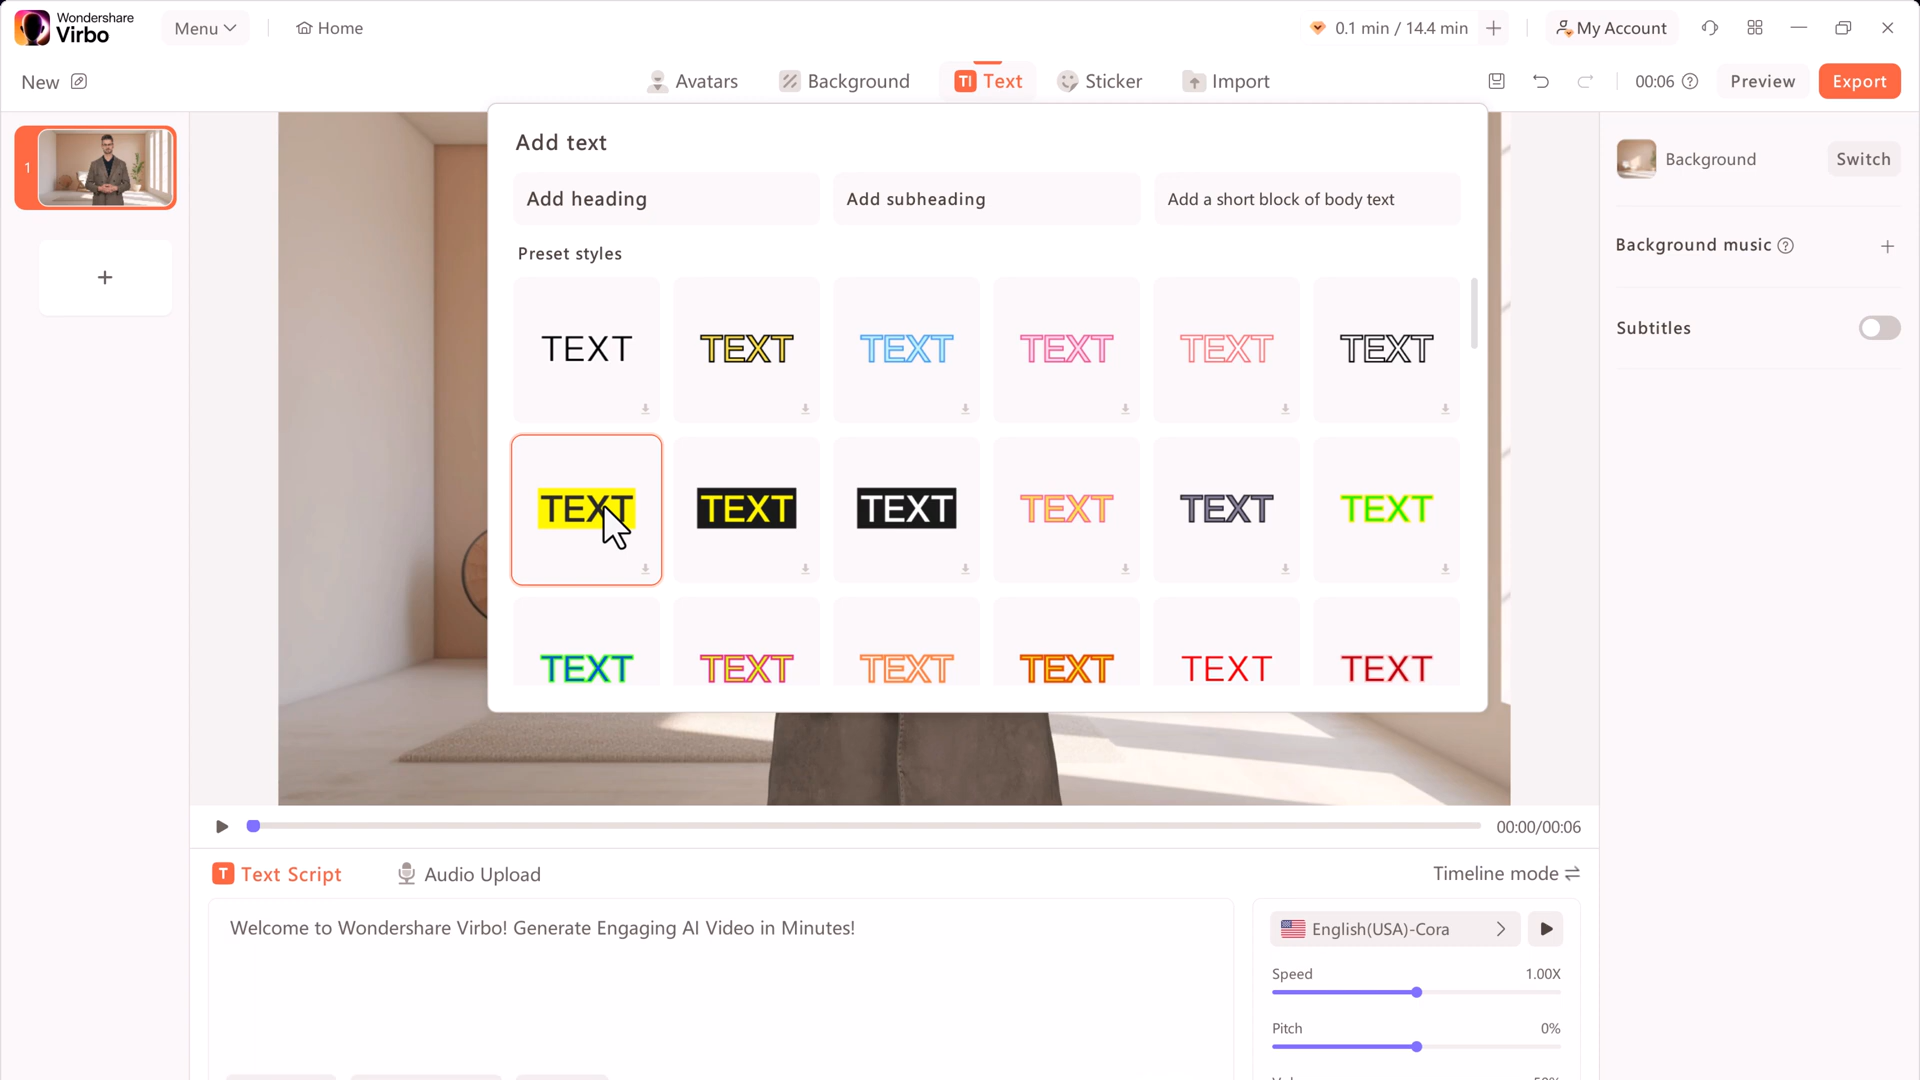 Wondershare
Virbo
Menu
Home
0.1 min / 14.4 min
My Account
New
Avatars
Background
TI Text
Sticker
Import
00:06
Preview
Export
1
Add text
Add heading
Add subheading
Add a short block of body text
Preset styles
TEXT TEXT TEXT TEXT TEXT TEXT
TEXT TEXT TEXT TEXT TEXT TEXT
TEXT TEXT TEXT TEXT TEXT TEXT
Background
Switch
Background music
Subtitles
00:00/00:06
T Text Script
Audio Upload
Timeline mode
Welcome to Wondershare Virbo! Generate Engaging AI Video in Minutes!
English(USA)-Cora
Speed 1.00X
Pitch 0%